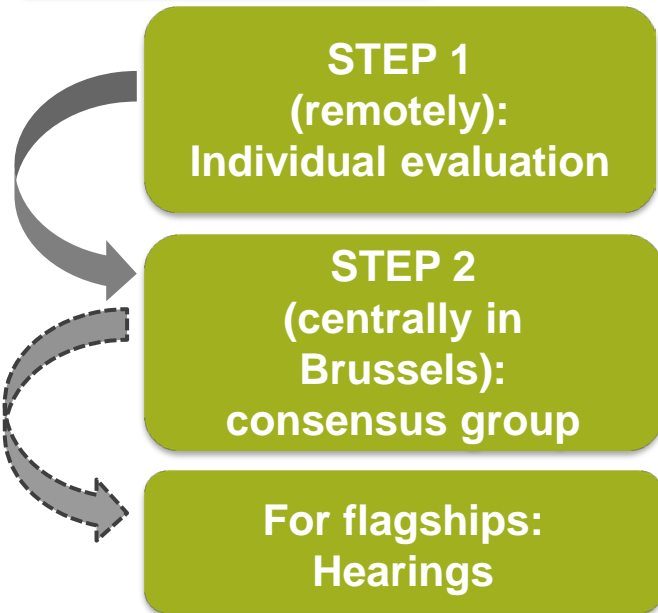 STEP 1
(remotely):
Individual evaluation
STEP 2
(centrally in
Brussels):
consensus group
For flagships:
Hearings